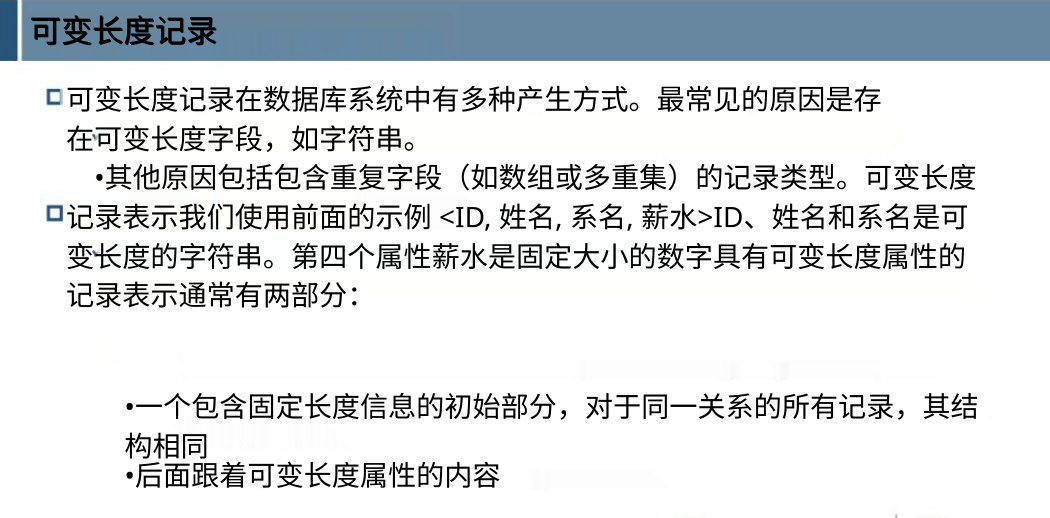 可变长度记录
可变长度记录在数据库系统中有多种产生方式。最常见的原因是存
在可变长度字段，如字符串。
•其他原因包括包含重复字段（如数组或多重集）的记录类型。可变长度
记录表示我们使用前面的示例 <ID, 姓名, 系名, 薪水>ID、姓名和系名是可
变长度的字符串。第四个属性薪水是固定大小的数字具有可变长度属性的
记录表示通常有两部分：
•一个包含固定长度信息的初始部分，对于同一关系的所有记录，其结
构相同
•后面跟着可变长度属性的内容